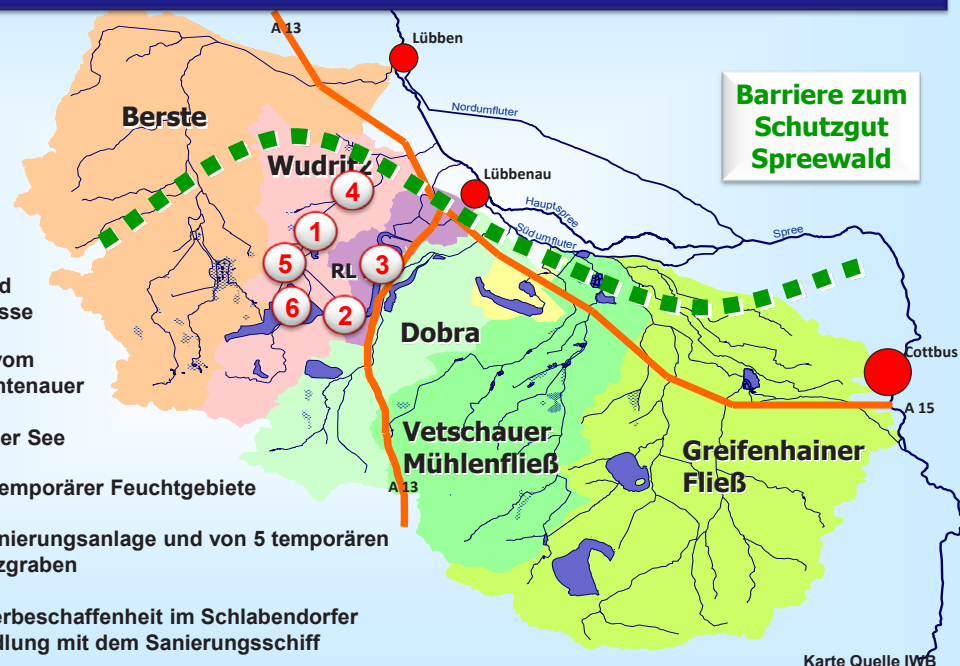 A 13
Lübben
Barriere zum
Schutzgut
Spreewald
Nordumfluter
Berste
Wudritz
4
Lübbenau
Hauptspree
Südumfluter
Spree
1
5
RL
3
6
2
sse
Dobra
vom
ntenauer
Cottbus
A 15
er See
Vetschauer
Mühlenfließ
Greifenhainer
Fließ
A 13
emporärer Feuchtgebiete
nierungsanlage und von 5 temporären
zgraben
erbeschaffenheit im Schlabendorfer
dlung mit dem Sanierungsschiff
Karte Quelle IWB